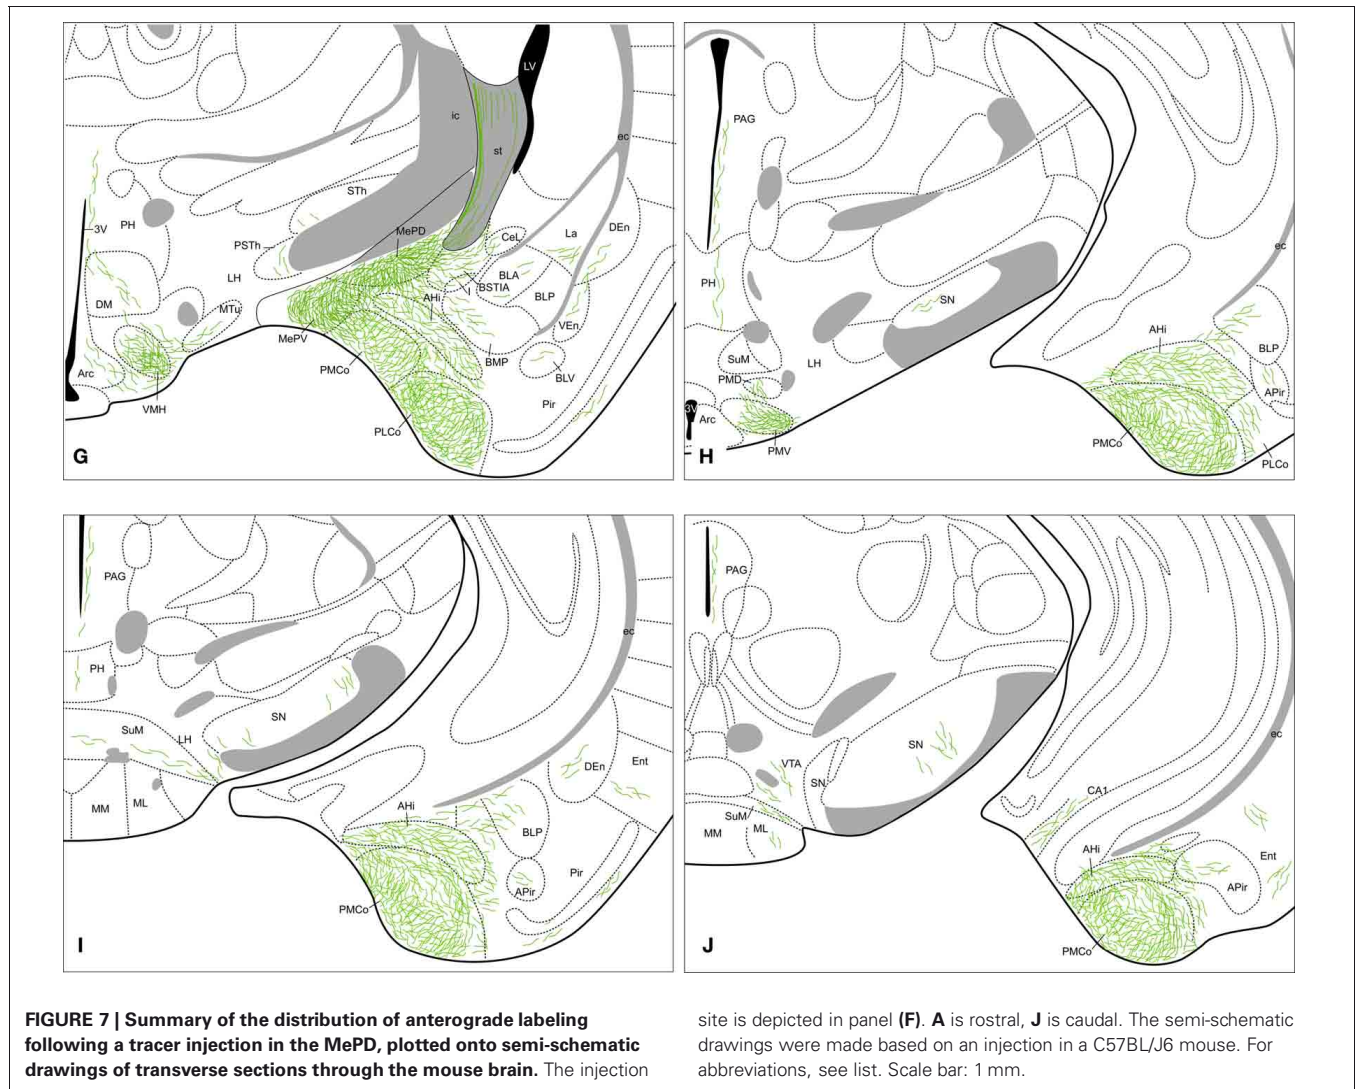 LV
ic
ec
st
STh
3V
PH
PSTh
MePD
CeL
La
DEn
LH
BLA
BSTIA
I
BLP
DM
MTu
AHi
VEn
MePV
BMP
PMCo
BLV
Arc
VMH
Pir
PLCo
G
PAG
ec
PH
SN
AHi
SuM
LH
BLP
PMD
APir
3V
Arc
PMCo
PMV
PLCo
H
PAG
ec
PH
SN
SuM
LH
DEn
Ent
MM
ML
AHi
BLP
Pir
APir
PMCo
I
PAG
ec
SN
VTA
SN
CA1
SuM
ML
MM
AHi
Ent
APir
PMCo
J
FIGURE 7 | Summary of the distribution of anterograde labeling
following a tracer injection in the MePD, plotted onto semi-schematic
drawings of transverse sections through the mouse brain. The injection
site is depicted in panel (F). A is rostral, J is caudal. The semi-schematic
drawings were made based on an injection in a C57BL/J6 mouse. For
abbreviations, see list. Scale bar: 1 mm.